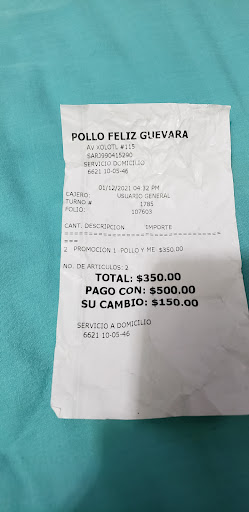 POLLO FELIZ GUEVARA
AV XOLOTL #115
SARJ990415290
SERVICIO DOMICILIO
6621 10-05-46
01/12/2021 04:32 PM
CAJERO: USUARIO GENERAL
TURNO # 1785
FOLIO: 107603
CANT. DESCRIPCION IMPORTE
===================================
===
2 PROMOCION 1 POLLO Y ME $350.00
NO. DE ARTICULOS: 2
TOTAL: $350.00
PAGO CON: $500.00
SU CAMBIO: $150.00
SERVICIO A DOMICILIO
6621 10-05-46